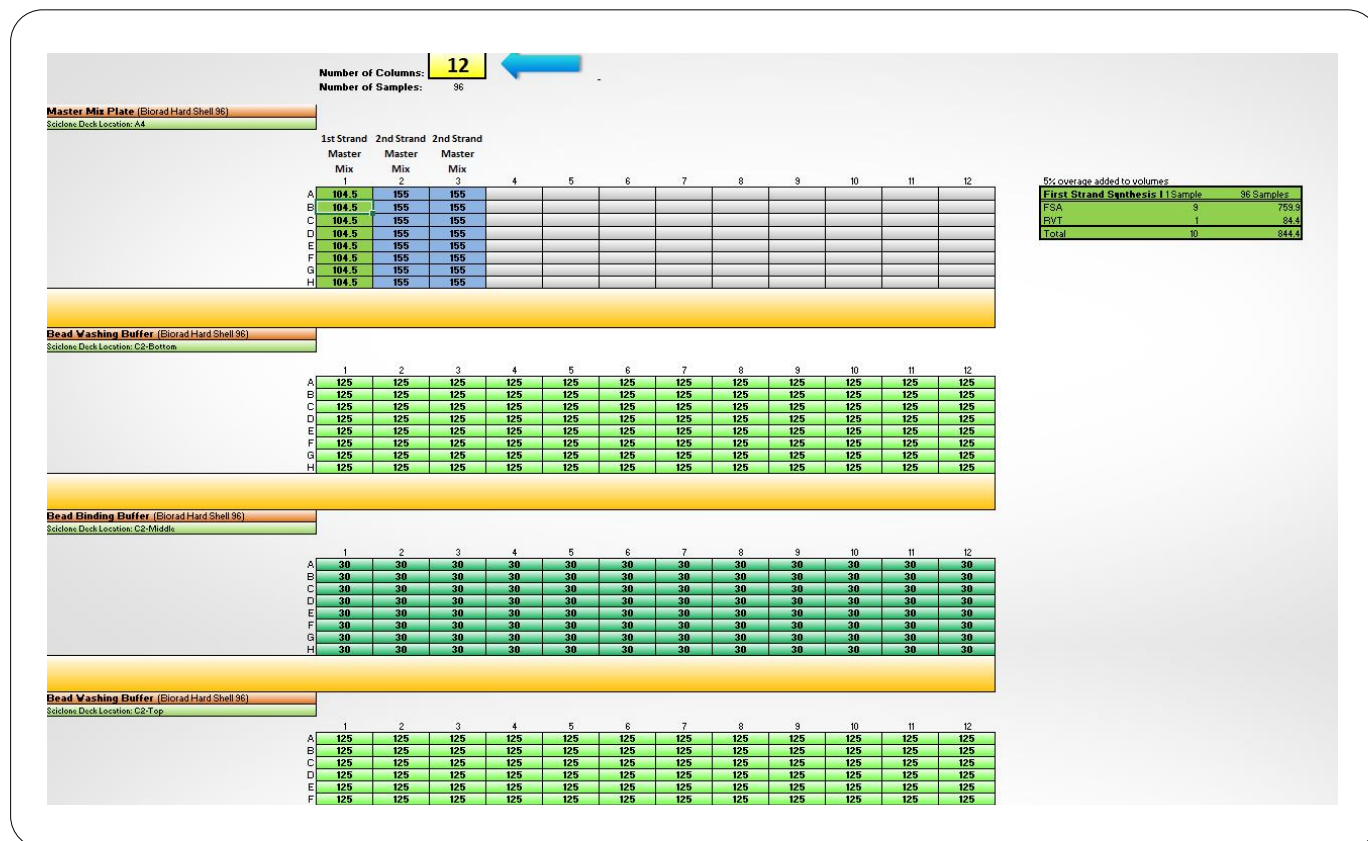 Number of Columns: 12
Number of Samples: 96
Master Mix Plate (Biorad Hard Shell 96)
Sciclone Deck Location: A4
1st Strand 2nd Strand 2nd Strand
Master Master Master
Mix Mix Mix
1 2 3 4 5 6 7 8 9 10 11 12
5% overage added to volumes
A 104.5 155 155
First Strand Synthesis I 1 Sample 96 Samples
B 104.5 155 155
FSA 9 759.9
C 104.5 155 155
RVT 1 84.4
D 104.5 155 155
Total 10 844.4
E 104.5 155 155
F 104.5 155 155
G 104.5 155 155
H 104.5 155 155
Bead Washing Buffer (Biorad Hard Shell 96)
Sciclone Deck Location: C2-Bottom
1 2 3 4 5 6 7 8 9 10 11 12
A 125 125 125 125 125 125 125 125 125 125 125 125
B 125 125 125 125 125 125 125 125 125 125 125 125
C 125 125 125 125 125 125 125 125 125 125 125 125
D 125 125 125 125 125 125 125 125 125 125 125 125
E 125 125 125 125 125 125 125 125 125 125 125 125
F 125 125 125 125 125 125 125 125 125 125 125 125
G 125 125 125 125 125 125 125 125 125 125 125 125
H 125 125 125 125 125 125 125 125 125 125 125 125
Bead Binding Buffer (Biorad Hard Shell 96)
Sciclone Deck Location: C2-Middle
1 2 3 4 5 6 7 8 9 10 11 12
A 30 30 30 30 30 30 30 30 30 30 30 30
B 30 30 30 30 30 30 30 30 30 30 30 30
C 30 30 30 30 30 30 30 30 30 30 30 30
D 30 30 30 30 30 30 30 30 30 30 30 30
E 30 30 30 30 30 30 30 30 30 30 30 30
F 30 30 30 30 30 30 30 30 30 30 30 30
G 30 30 30 30 30 30 30 30 30 30 30 30
H 30 30 30 30 30 30 30 30 30 30 30 30
Bead Washing Buffer (Biorad Hard Shell 96)
Sciclone Deck Location: C2-Top
1 2 3 4 5 6 7 8 9 10 11 12
A 125 125 125 125 125 125 125 125 125 125 125 125
B 125 125 125 125 125 125 125 125 125 125 125 125
C 125 125 125 125 125 125 125 125 125 125 125 125
D 125 125 125 125 125 125 125 125 125 125 125 125
E 125 125 125 125 125 125 125 125 125 125 125 125
F 125 125 125 125 125 125 125 125 125 125 125 125